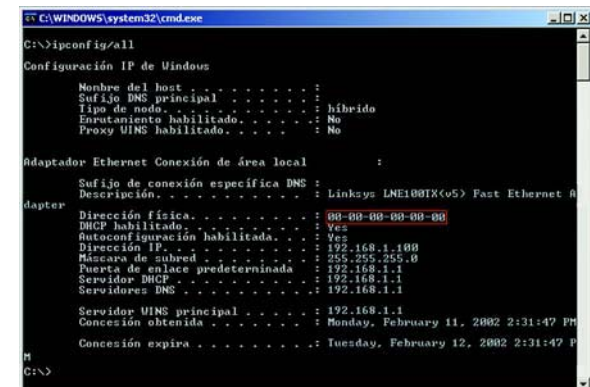 C:\WINDOWS\system32\cmd.exe
C:\>ipconfig/all
Configuración IP de Windows
Nombre del host . . . . . . . . . :
Sufijo DNS principal . . . . . . :
Tipo de nodo. . . . . . . . . . . : híbrido
Enrutamiento habilitado. . . . . .: No
Proxy WINS habilitado. . . . . : No
Adaptador Ethernet Conexión de área local :
Sufijo de conexión específica DNS :
Descripción. . . . . . . . . . . : Linksys LNE100TX(v5) Fast Ethernet A
dapter
Dirección física. . . . . . . . . : 00-00-00-00-00-00
DHCP habilitado. . . . . . . . . : Yes
Autoconfiguración habilitada. . . : Yes
Dirección IP. . . . . . . . . . . : 192.168.1.100
Máscara de subred . . . . . . . . : 255.255.255.0
Puerta de enlace predeterminada : 192.168.1.1
Servidor DHCP . . . . . . . . . . : 192.168.1.1
Servidores DNS . . . . . . . . . : 192.168.1.1
Servidor WINS principal . . . . . : 192.168.1.1
Concesión obtenida . . . . . . . : Monday, February 11, 2002 2:31:47 PM
Concesión expira . . . . . . . . .: Tuesday, February 12, 2002 2:31:47 P
M
C:\>